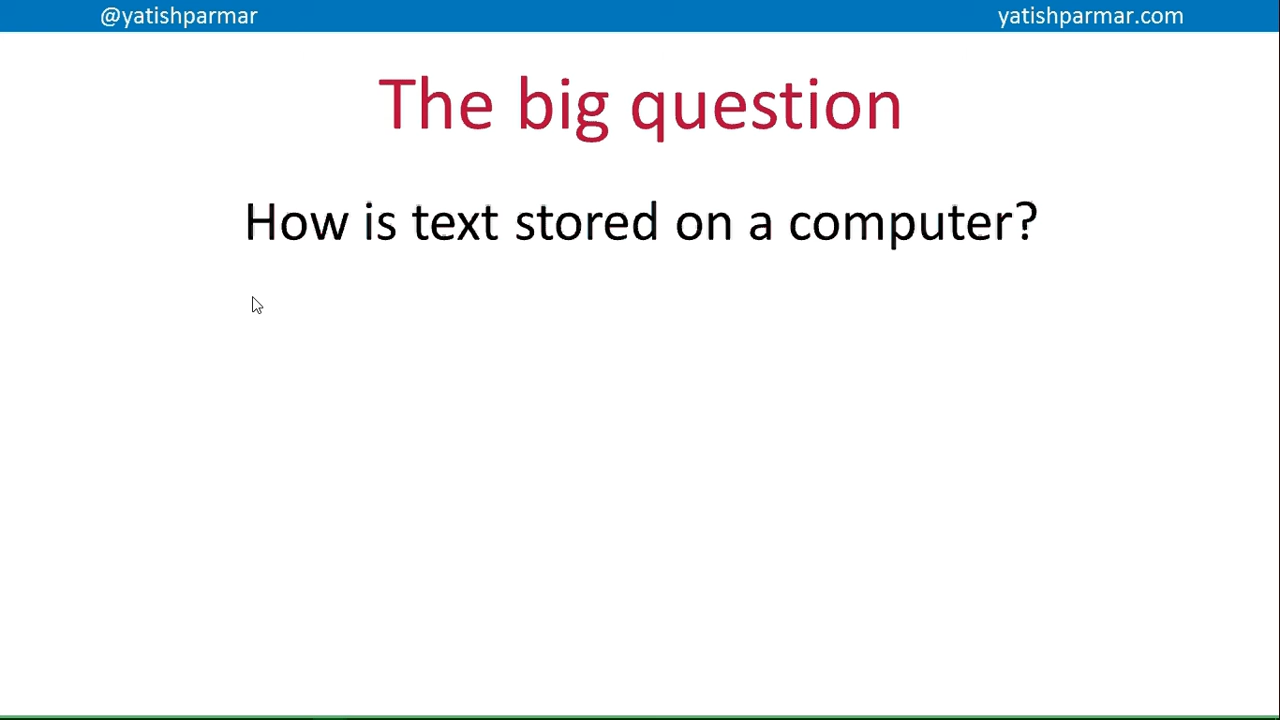 @yatishparmar
yatishparmar.com
The big question
How is text stored on a computer?